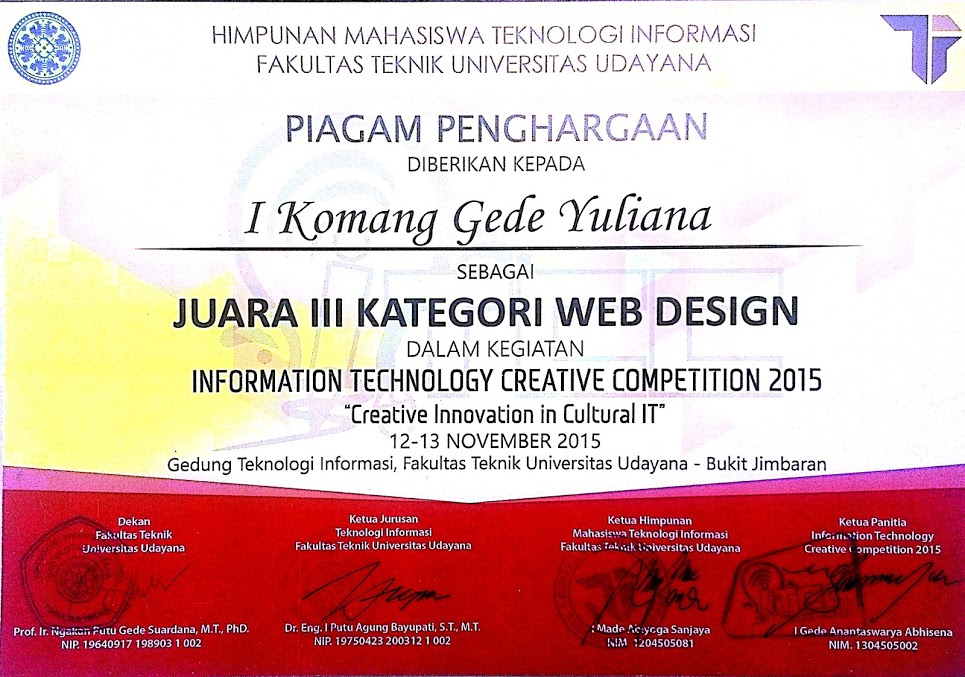 HIMPUNAN MAHASISWA TEKNOLOGI INFORMASI
FAKULTAS TEKNIK UNIVERSITAS UDAYANA
PIAGAM PENGHARGAAN
DIBERIKAN KEPADA
I Komang Gede Yuliana
SEBAGAI
JUARA III KATEGORI WEB DESIGN
DALAM KEGIATAN
INFORMATION TECHNOLOGY CREATIVE COMPETITION 2015
“Creative Innovation in Cultural IT”
12-13 NOVEMBER 2015
Gedung Teknologi Informasi, Fakultas Teknik Universitas Udayana - Bukit Jimbaran
Dekan
Fakultas Teknik
Universitas Udayana
Prof. Ir. Ngakan Putu Gede Suardana, M.T., PhD.
NIP. 19640917 198903 1 002
Ketua Jurusan
Teknologi Informasi
Fakultas Teknik Universitas Udayana
Dr. Eng. I Putu Agung Bayupati, S.T., M.T.
NIP. 19750423 200312 1 002
Ketua Himpunan
Mahasiswa Teknologi Informasi
Fakultas Teknik Universitas Udayana
I Made Adiyoga Sanjaya
NIM 1204505081
Ketua Panitia
Information Technology
Creative Competition 2015
I Gede Anantaswarya Abhisena
NIM. 1304505002